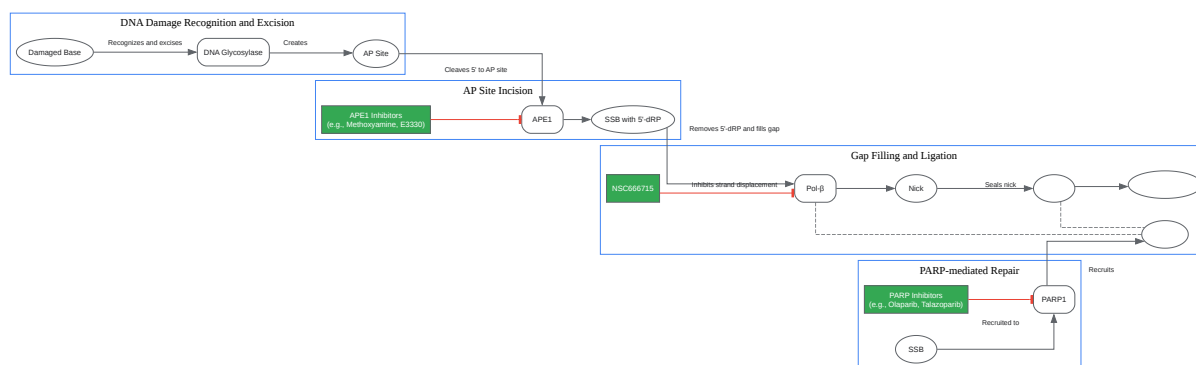 DNA Damage Recognition and Excision
Damaged Base
Recognizes and excises
DNA Glycosylase
Creates
AP Site
Cleaves 5' to AP site
AP Site Incision
APE1 Inhibitors
(e.g., Methoxyamine, E3330)
APE1
SSB with 5'-dRP
Removes 5'-dRP and fills gap
Gap Filling and Ligation
NSC666715
Inhibits strand displacement
Pol-β
Nick
Seals nick
PARP-mediated Repair
Recruits
PARP Inhibitors
(e.g., Olaparib, Talazoparib)
PARP1
Recruited to
SSB